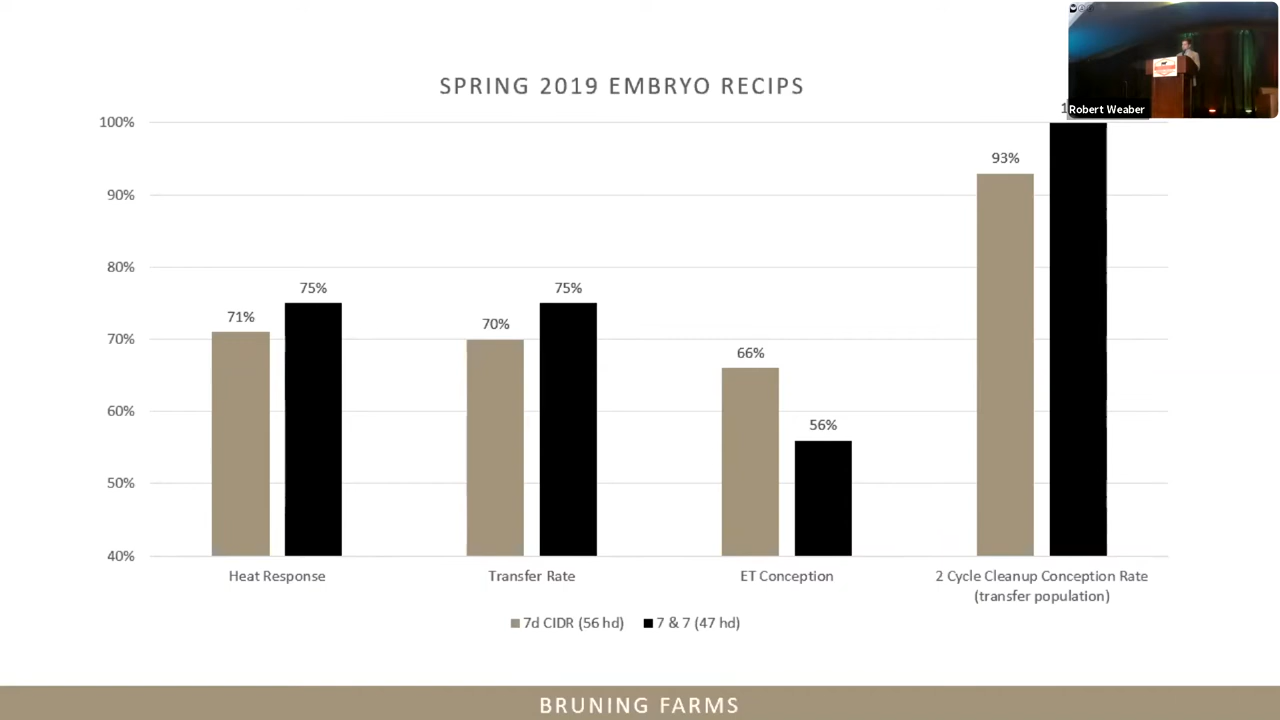 SPRING 2019 EMBRYO RECIPS
Robert Weaber
100%
90%
80%
70%
60%
50%
40%
71%
75%
70%
75%
66%
56%
93%
Heat Response
Transfer Rate
ET Conception
2 Cycle Cleanup Conception Rate
(transfer population)
7d CIDR (56 hd)
7 & 7 (47 hd)
BRUNING FARMS